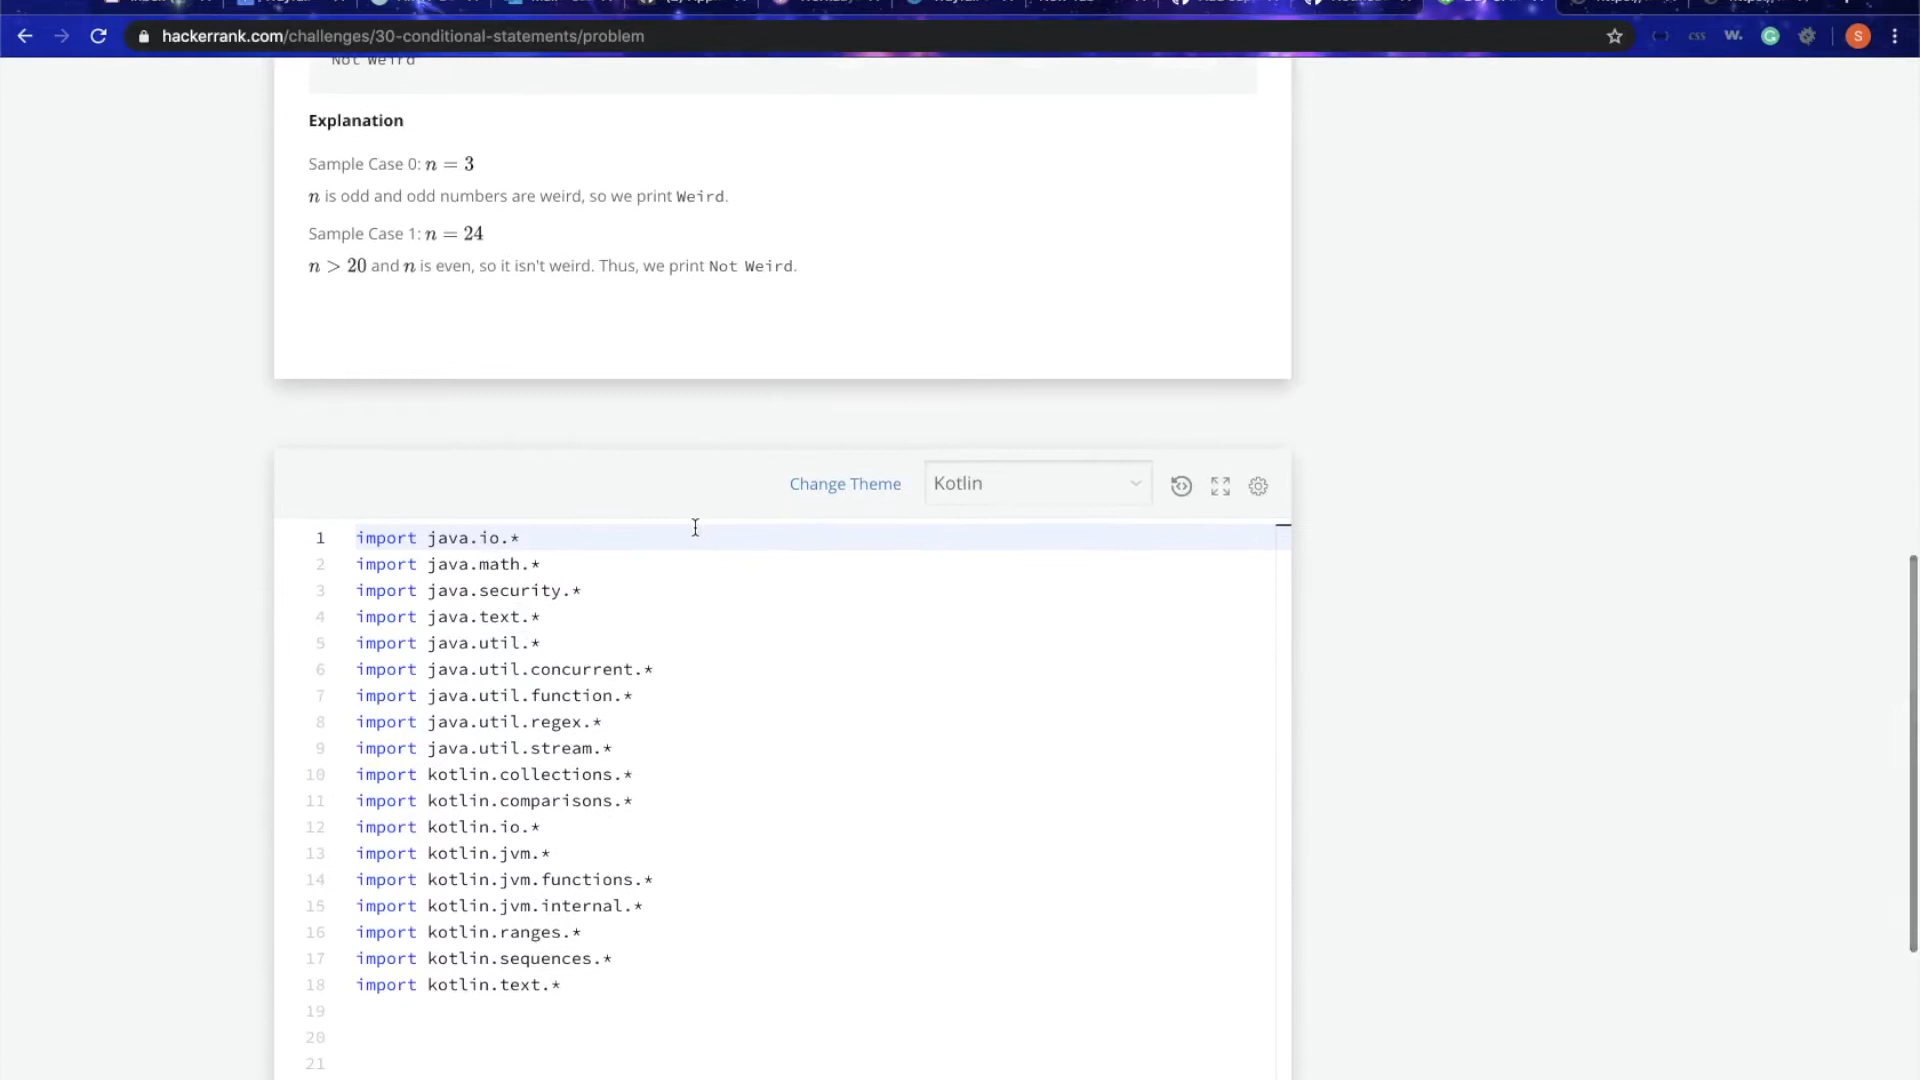 hackerrank.com/challenges/30-conditional-statements/problem
css
W.
S
Not Weird
Explanation
Sample Case 0: n = 3
n is odd and odd numbers are weird, so we print Weird.
Sample Case 1: n = 24
n > 20 and n is even, so it isn't weird. Thus, we print Not Weird.
Change Theme
Kotlin
1 import java.io.*
2 import java.math.*
3 import java.security.*
4 import java.text.*
5 import java.util.*
6 import java.util.concurrent.*
7 import java.util.function.*
8 import java.util.regex.*
9 import java.util.stream.*
10 import kotlin.collections.*
11 import kotlin.comparisons.*
12 import kotlin.io.*
13 import kotlin.jvm.*
14 import kotlin.jvm.functions.*
15 import kotlin.jvm.internal.*
16 import kotlin.ranges.*
17 import kotlin.sequences.*
18 import kotlin.text.*
19
20
21